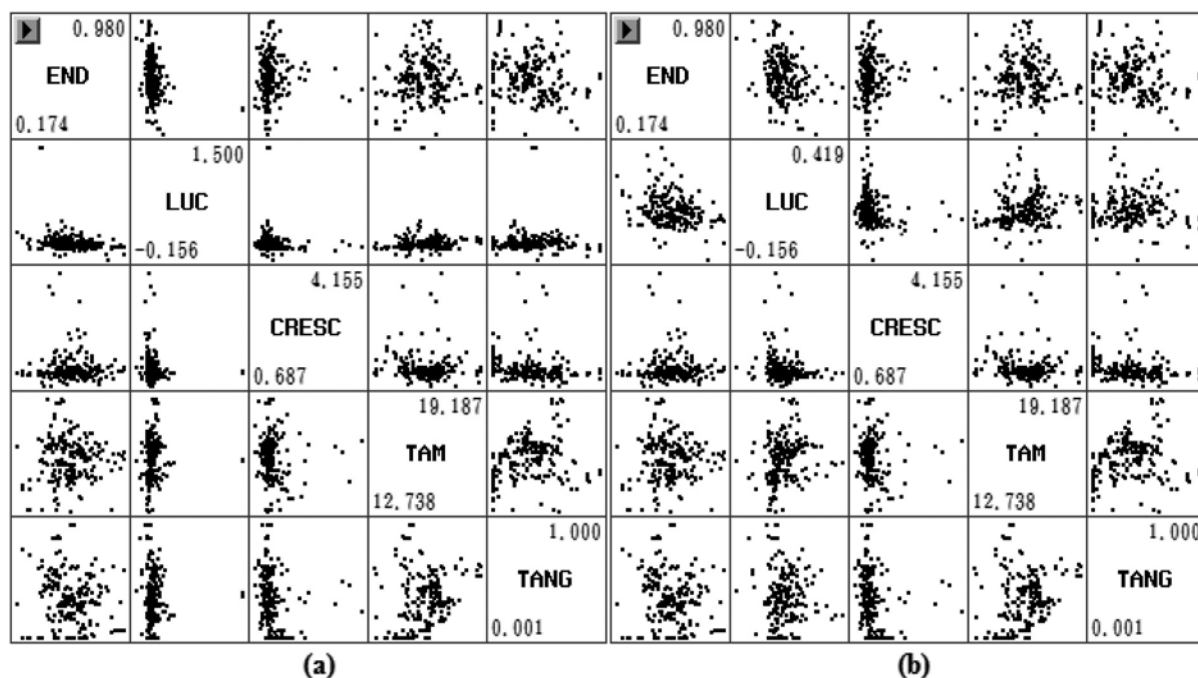 0.980
END
0.174
1.500
LUC
-0.156
4.155
CRESC
0.687
19.187
TAM
12.738
1.000
TANG
0.001
(a)
0.980
END
0.174
0.419
LUC
-0.156
4.155
CRESC
0.687
19.187
TAM
12.738
1.000
TANG
0.001
(b)